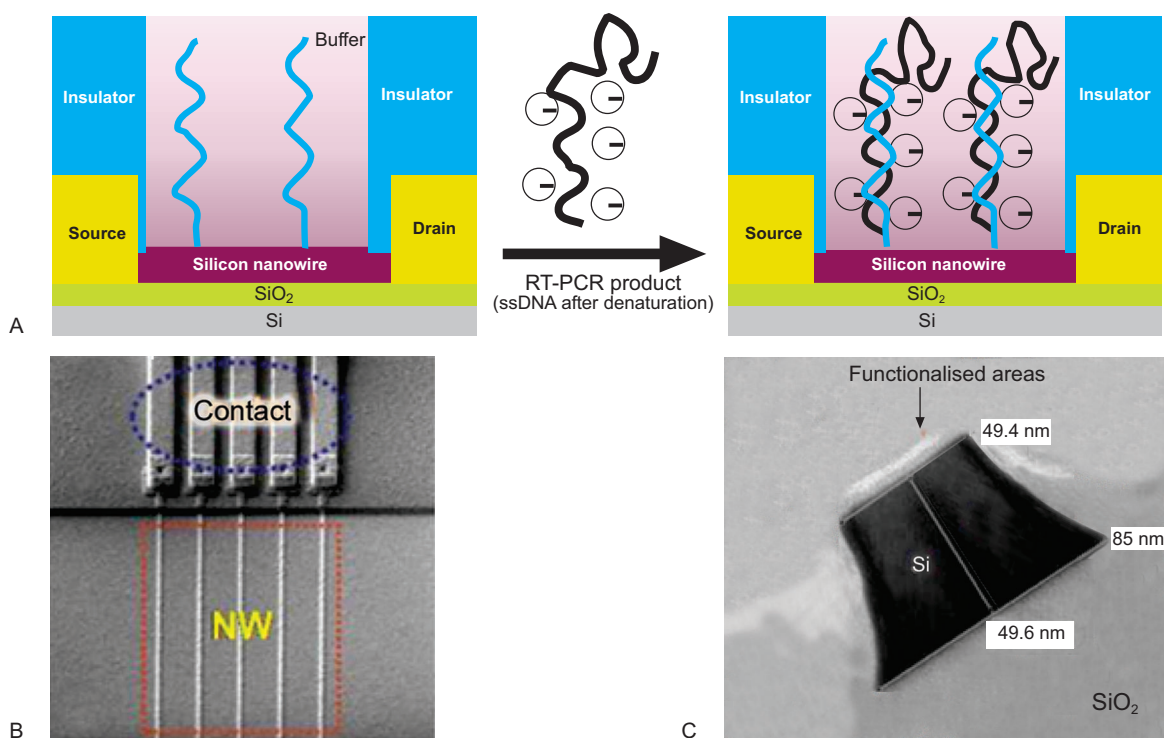 Buffer
Insulator
Insulator
Source
Drain
Silicon nanowire
SiO₂
Si
A
RT-PCR product
(ssDNA after denaturation)
Insulator
Insulator
Source
Drain
Silicon nanowire
SiO₂
Si
Contact
NW
B
Functionalised areas
49.4 nm
85 nm
Si
49.6 nm
SiO₂
C